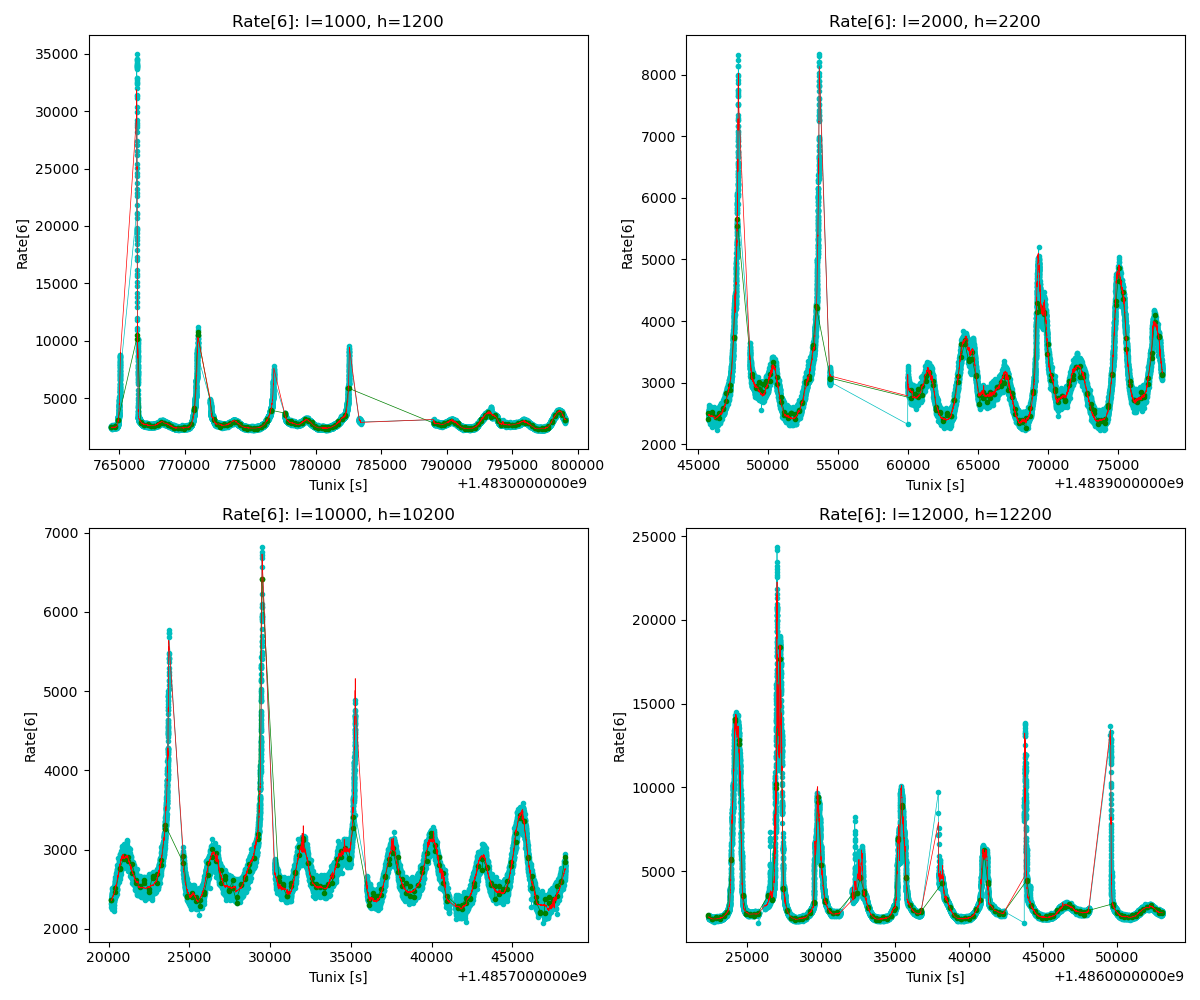 Rate[6]: l=1000, h=1200
Rate[6]
35000
30000
25000
20000
15000
10000
5000
765000 770000 775000 780000 785000 790000 795000 800000
Tunix [s]
+1.4830000000e9
Rate[6]: l=2000, h=2200
Rate[6]
8000
7000
6000
5000
4000
3000
2000
45000 50000 55000 60000 65000 70000 75000
Tunix [s]
+1.4839000000e9
Rate[6]: l=10000, h=10200
Rate[6]
7000
6000
5000
4000
3000
2000
20000 25000 30000 35000 40000 45000
Tunix [s]
+1.4857000000e9
Rate[6]: l=12000, h=12200
Rate[6]
25000
20000
15000
10000
5000
25000 30000 35000 40000 45000 50000
Tunix [s]
+1.4860000000e9